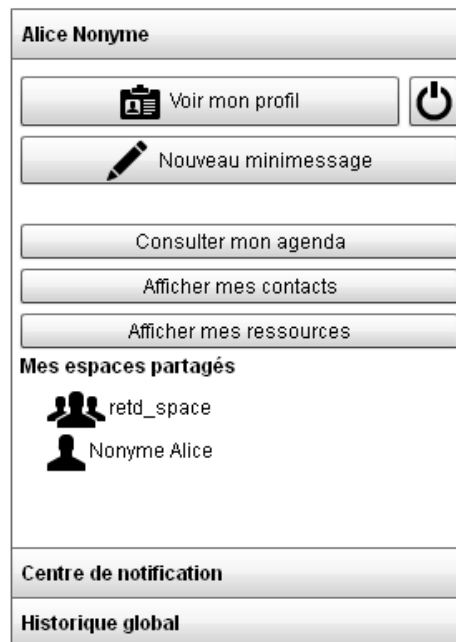 Alice Nonyme
Voir mon profil
Nouveau minimessage
Consulter mon agenda
Afficher mes contacts
Afficher mes ressources
Mes espaces partagés
retd_space
Nonyme Alice
Centre de notification
Historique global